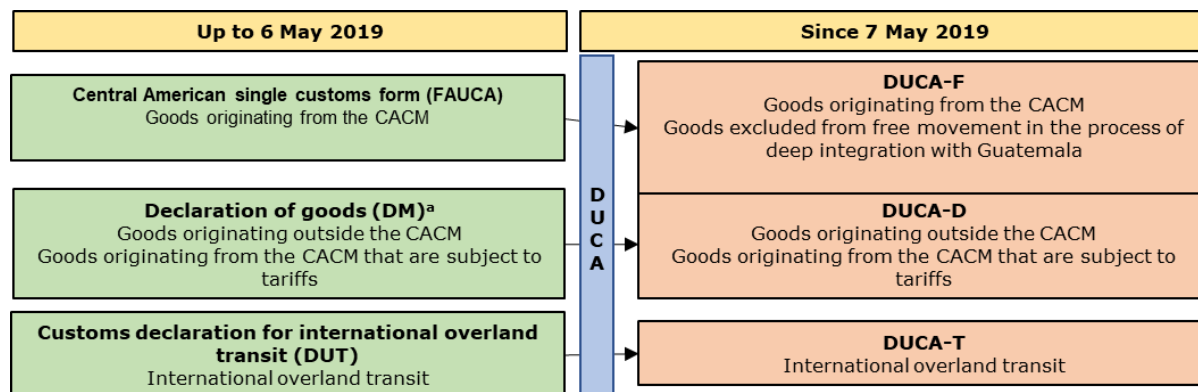 Up to 6 May 2019
Since 7 May 2019
Central American single customs form (FAUCA)
Goods originating from the CACM
DUCA-F
Goods originating from the CACM
Goods excluded from free movement in the process of
deep integration with Guatemala
D
U
C
A
Declaration of goods (DM)ᵃ
Goods originating outside the CACM
Goods originating from the CACM that are subject to
tariffs
DUCA-D
Goods originating outside the CACM
Goods originating from the CACM that are subject to
tariffs
Customs declaration for international overland
transit (DUT)
International overland transit
DUCA-T
International overland transit